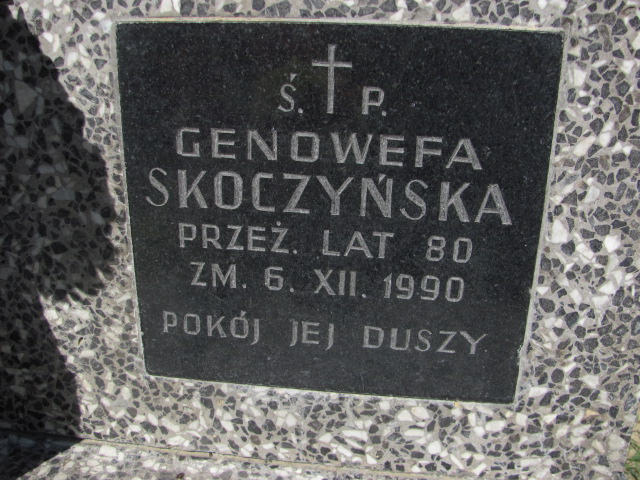 Ś. P.
GENOWEFA
SKOCZYŃSKA
PRZEŻ. LAT 80
ZM. 6. XII. 1990
POKÓJ JEJ DUSZY